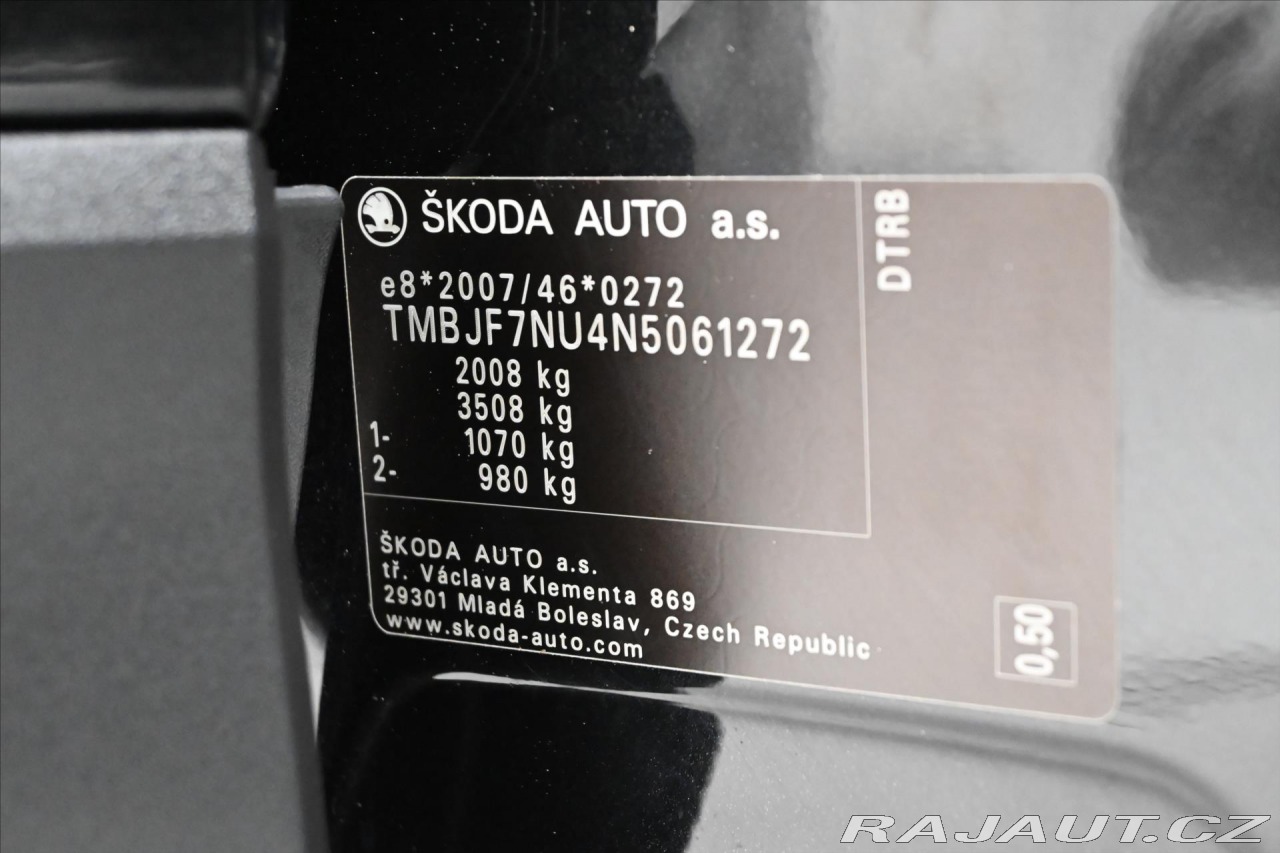 ŠKODA AUTO a.s.
DTRB
e8*2007/46*0272
TMBJF7NU4N5061272
2008 kg
3508 kg
1- 1070 kg
2- 980 kg
ŠKODA AUTO a.s.
tř. Václava Klementa 869
29301 Mladá Boleslav, Czech Republic
www.skoda-auto.com
0,50
RAJAUT.CZ